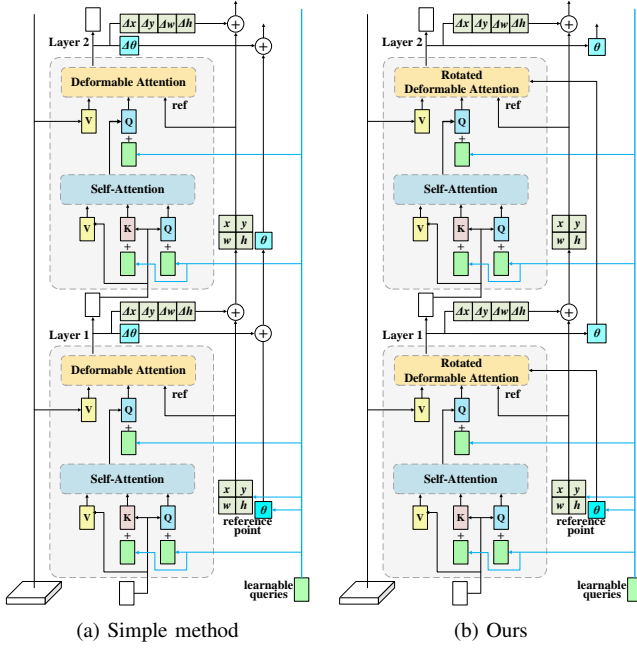 Δx Δy Δw Δh
Layer 2
Δθ
Deformable Attention
ref
V
Q
+
Self-Attention
V
K
Q
+
+
x y
w h
θ
Δx Δy Δw Δh
Layer 1
Δθ
Deformable Attention
ref
V
Q
+
Self-Attention
V
K
Q
+
+
x y
w h
θ
reference
point
learnable
queries
(a) Simple method
Δx Δy Δw Δh
Layer 2
θ
Rotated
Deformable Attention
ref
V
Q
+
Self-Attention
V
K
Q
+
+
x y
w h
Δx Δy Δw Δh
Layer 1
θ
Rotated
Deformable Attention
ref
V
Q
+
Self-Attention
V
K
Q
+
+
x y
w h
θ
reference
point
learnable
queries
(b) Ours